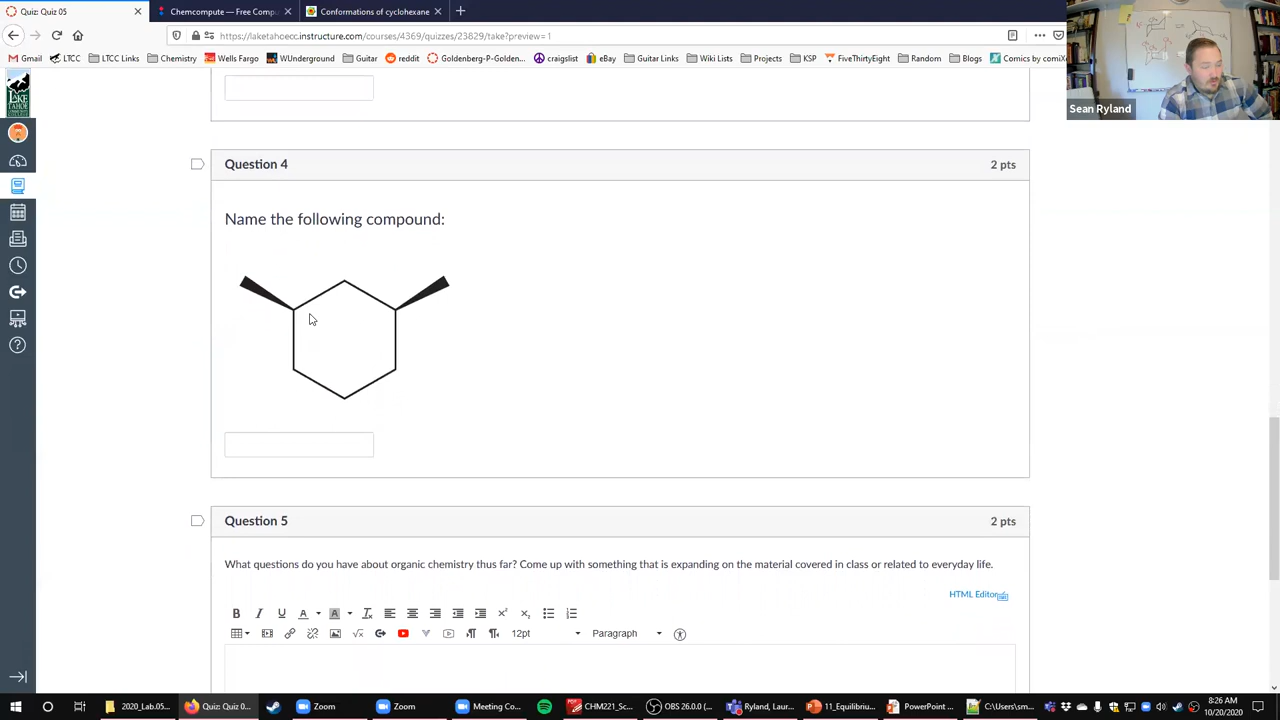 Quiz: Quiz 05
Chemcompute — Free Compu
Conformations of cyclohexane
https://laketahoecc.instructure.com/courses/4369/quizzes/23829/take?preview=1
Gmail
LTCC
LTCC Links
Chemistry
Wells Fargo
WUnderground
Guitar
reddit
Goldenberg-P-Golden...
craigslist
eBay
Guitar Links
Wiki Lists
Projects
KSP
FiveThirtyEight
Random
Blogs
Comics by comiXo
Sean Ryland
LAKE
TAHOE
Question 4
2 pts
Name the following compound:
Question 5
2 pts
What questions do you have about organic chemistry thus far? Come up with something that is expanding on the material covered in class or related to everyday life.
HTML Editor
12pt
Paragraph
2020_Lab.05...
Quiz: Quiz 0...
Zoom
Zoom
Meeting Co...
CHM221_Sc...
OBS 26.0.0 (...
Ryland, Laur...
11_Equilibriu...
PowerPoint ...
C:\Users\sm...
8:26 AM
10/20/2020